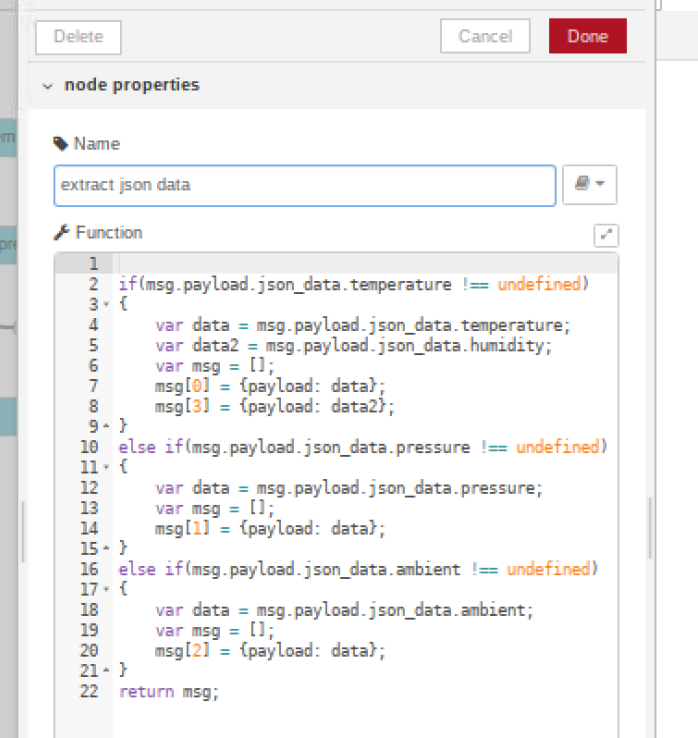 Delete
Cancel
Done
node properties
em
Name
extract json data
pre
Function
1
2 if(msg.payload.json_data.temperature !== undefined)
3 {
4     var data = msg.payload.json_data.temperature;
5     var data2 = msg.payload.json_data.humidity;
6     var msg = [];
7     msg[0] = {payload: data};
8     msg[3] = {payload: data2};
9 }
10 else if(msg.payload.json_data.pressure !== undefined)
11 {
12     var data = msg.payload.json_data.pressure;
13     var msg = [];
14     msg[1] = {payload: data};
15 }
16 else if(msg.payload.json_data.ambient !== undefined)
17 {
18     var data = msg.payload.json_data.ambient;
19     var msg = [];
20     msg[2] = {payload: data};
21 }
22 return msg;